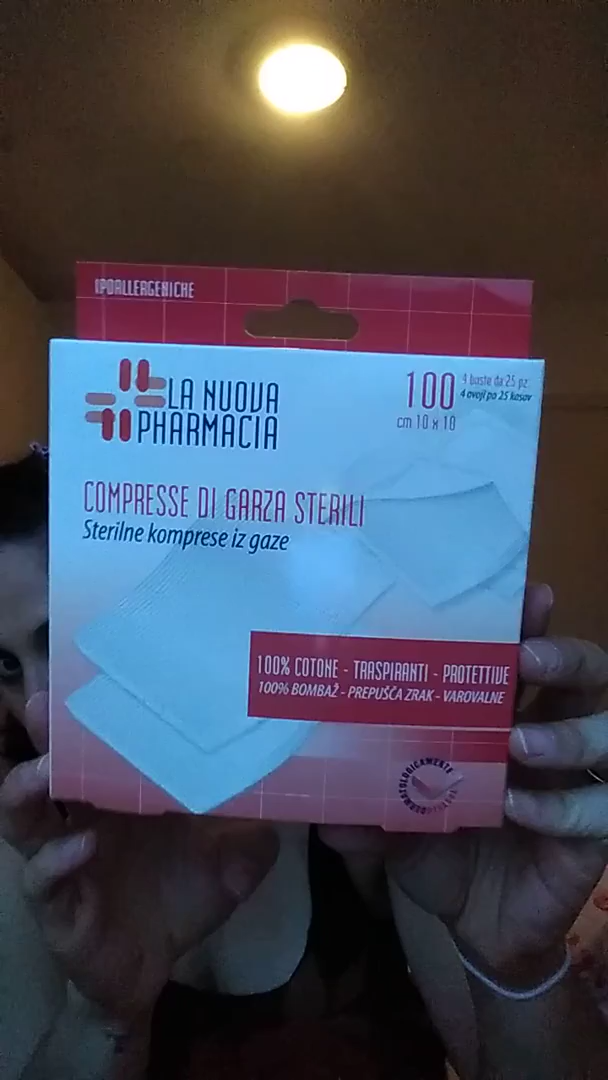 IPOALLERGENICHE
LA NUOVA
PHARMACIA
100
4 buste da 25 pz.
4 ovoji po 25 kosov
cm 10 x 10
COMPRESSE DI GARZA STERILI
Sterilne komprese iz gaze
100% COTONE - TRASPIRANTI - PROTETTIVE
100% BOMBAŽ - PREPUŠČA ZRAK - VAROVALNE
DERMATOLOGICAMENTE